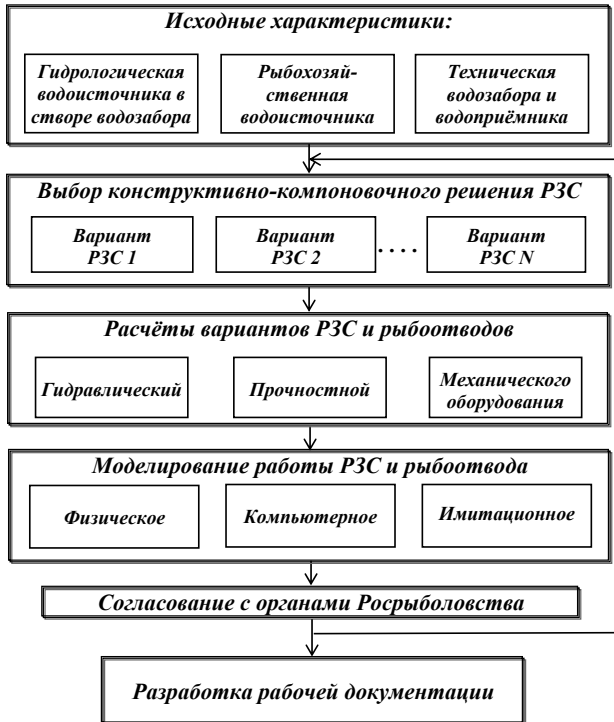 Исходные характеристики:
Гидрологическая
водоисточника в
створе водозабора
Рыбохозяй-
ственная
водоисточника
Техническая
водозабора и
водоприёмника
Выбор конструктивно-компоновочного решения РЗС
Вариант
РЗС 1
Вариант
РЗС 2
....
Вариант
РЗС N
Расчёты вариантов РЗС и рыбоотводов
Гидравлический
Прочностной
Механического
оборудования
Моделирование работы РЗС и рыбоотвода
Физическое
Компьютерное
Имитационное
Согласование с органами Росрыболовства
Разработка рабочей документации